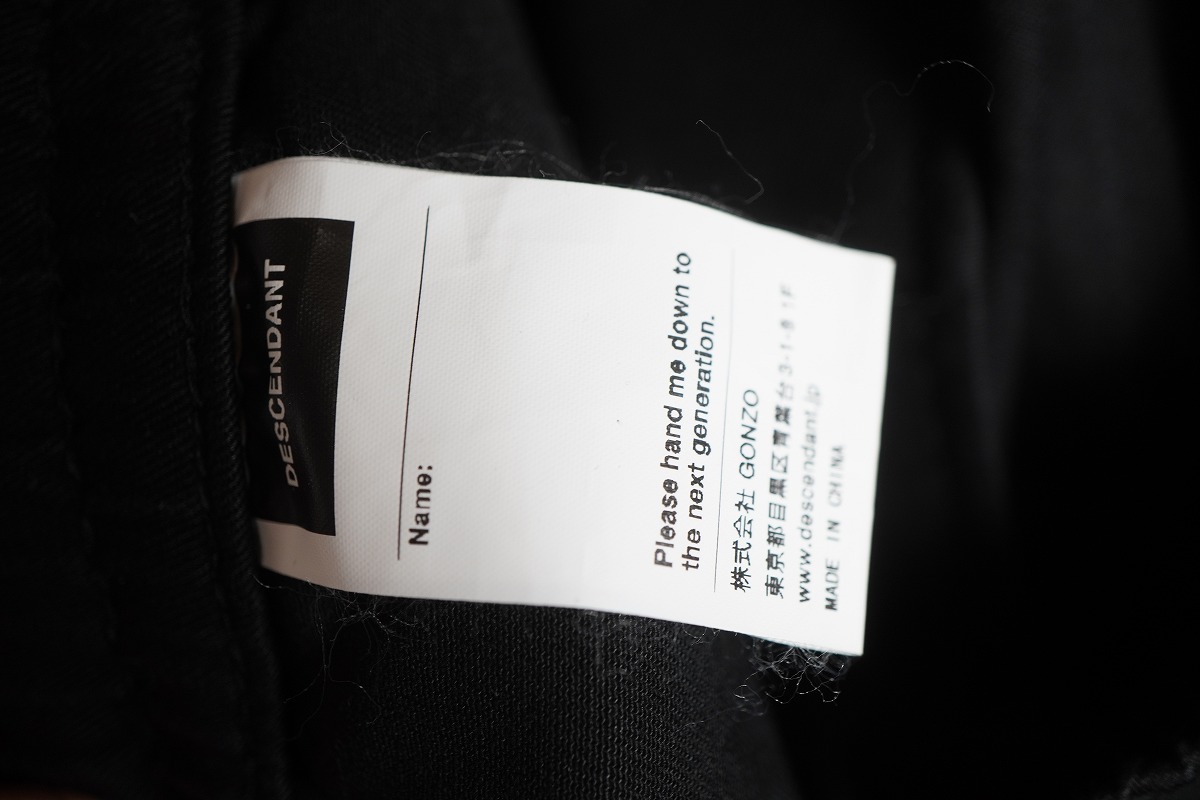 DESCENDANT
Name:
Please hand me down to
the next generation.
株式会社 GONZO
東京都目黒区青葉台3-1-8 1F
www.descendant.jp
MADE IN CHINA